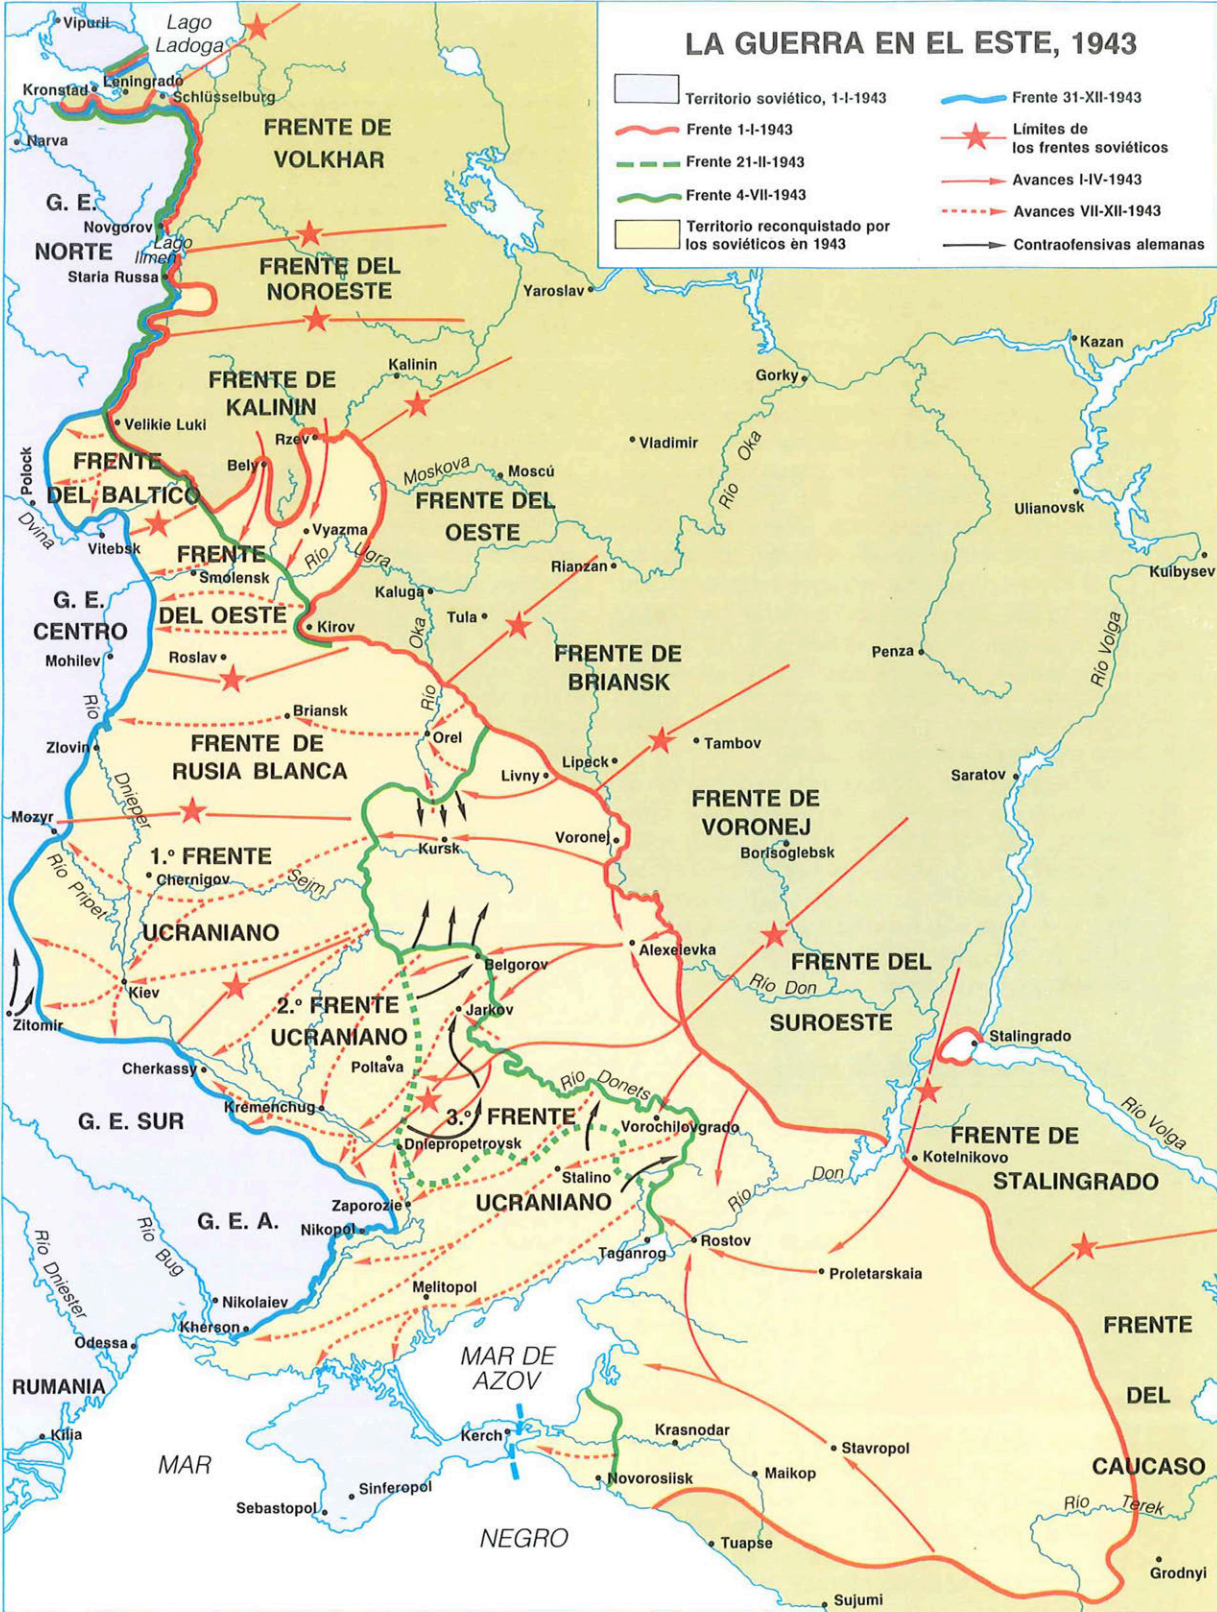 LA GUERRA EN EL ESTE, 1943
Territorio soviético, 1-I-1943
Frente 1-I-1943
Frente 21-II-1943
Frente 4-VII-1943
Territorio reconquistado por
los soviéticos èn 1943
Frente 31-XII-1943
Límites de
los frentes soviéticos
Avances I-IV-1943
Avances VII-XII-1943
Contraofensivas alemanas
Vipurii
Lago
Ladoga
Kronstad
Leningrado
Schlüsselburg
Narva
FRENTE DE
VOLKHAR
G. E.
NORTE
Novgorov
Lago
Ilmen
Staria Russa
FRENTE DEL
NOROESTE
Yaroslav
Kazan
Kalinin
Gorky
FRENTE DE
KALININ
Velikie Luki
Rzev
Vladimir
Río Oka
Bely
Moskova
Moscú
Polock
FRENTE
DEL BALTICO
FRENTE DEL
OESTE
Ulianovsk
Dvina
Vitebsk
Vyazma
Río Ugra
Kuibysev
FRENTE
DEL OESTE
Smolensk
Rianzan
Kaluga
G. E.
CENTRO
Kirov
Oka
Río
Tula
Mohilev
Roslav
Penza
Río Volga
FRENTE DE
BRIANSK
Río
Dnieper
Briansk
Orel
Zlovin
FRENTE DE
RUSIA BLANCA
Lipeck
Livny
Tambov
Saratov
FRENTE DE
VORONEJ
Mozyr
Voronej
Borisoglebsk
Kursk
1.º FRENTE
UCRANIANO
Chernigov
Sejm
Río Pripet
Alexeievka
Belgorov
FRENTE DEL
SUROESTE
Río Don
Kiev
Zitomir
2.º FRENTE
UCRANIANO
Jarkov
Stalingrado
Poltava
Cherkassy
Río Donets
Kremenchug
3.º FRENTE
UCRANIANO
Vorochilovgrado
Río Volga
G. E. SUR
Dniepropetrovsk
FRENTE DE
STALINGRADO
Kotelnikovo
Stalino
Río Don
Zaporozie
G. E. A.
Nikopol
Taganrog
Rostov
Río Bug
Río Dniester
Proletarskaia
Melitopol
Nikolaiev
Kherson
Odessa
FRENTE
DEL
CAUCASO
RUMANIA
MAR DE
AZOV
Kilia
Kerch
Krasnodar
Stavropol
MAR
NEGRO
Maikop
Novorosiisk
Sinferopol
Sebastopol
Río Terek
Tuapse
Grodnyi
Sujumi